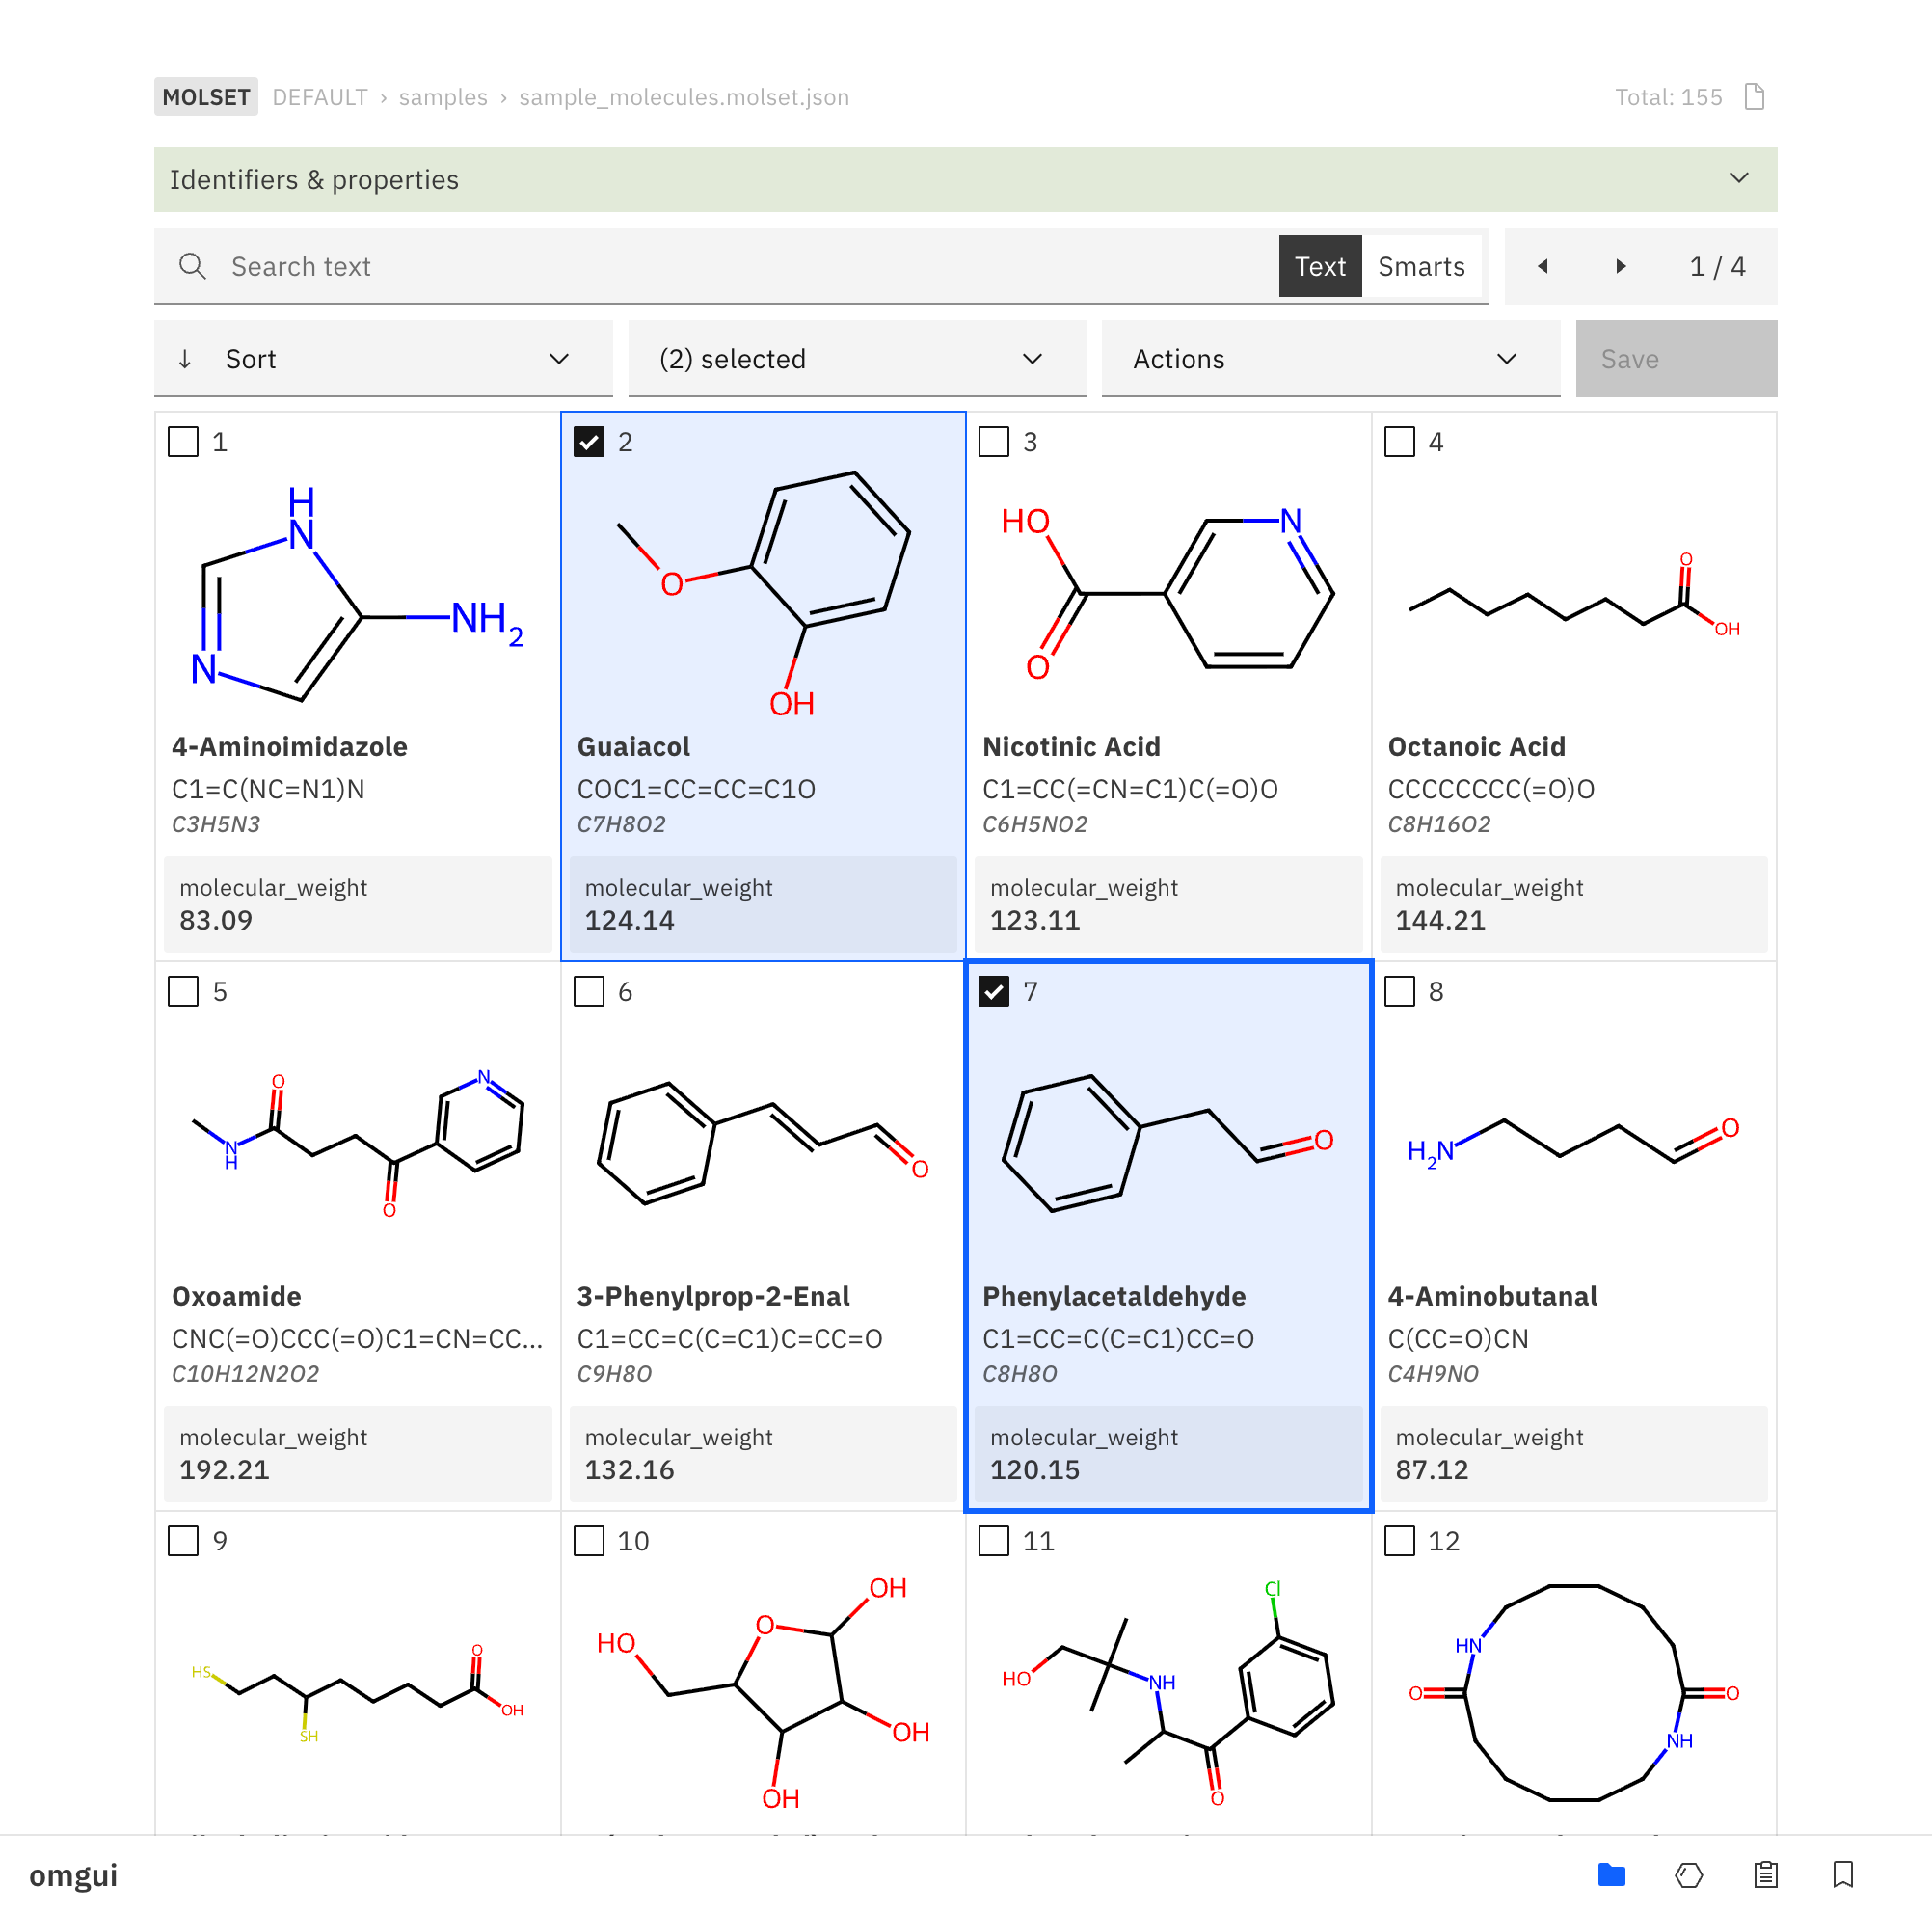 MOLSET DEFAULT › samples › sample_molecules.molset.json Total: 155
Identifiers & properties
Search text Text Smarts 1 / 4
Sort (2) selected Actions Save
1 2 3 4
H
N
NH2
N
O
OH
HO
N
O
O
OH
4-Aminoimidazole Guaiacol Nicotinic Acid Octanoic Acid
C1=C(NC=N1)N COC1=CC=CC=C1O C1=CC(=CN=C1)C(=O)O CCCCCCCC(=O)O
C3H5N3 C7H8O2 C6H5NO2 C8H16O2
molecular_weight molecular_weight molecular_weight molecular_weight
83.09 124.14 123.11 144.21
5 6 7 8
O
N
H
O
N
O
O
H2N
O
Oxoamide 3-Phenylprop-2-Enal Phenylacetaldehyde 4-Aminobutanal
CNC(=O)CCC(=O)C1=CN=CC... C1=CC=C(C=C1)C=CC=O C1=CC=C(C=C1)CC=O C(CC=O)CN
C10H12N2O2 C9H8O C8H8O C4H9NO
molecular_weight molecular_weight molecular_weight molecular_weight
192.21 132.16 120.15 87.12
9 10 11 12
HS
SH
O
OH
HO
O
OH
OH
OH
HO
NH
Cl
O
HN
O
O
NH
omgui